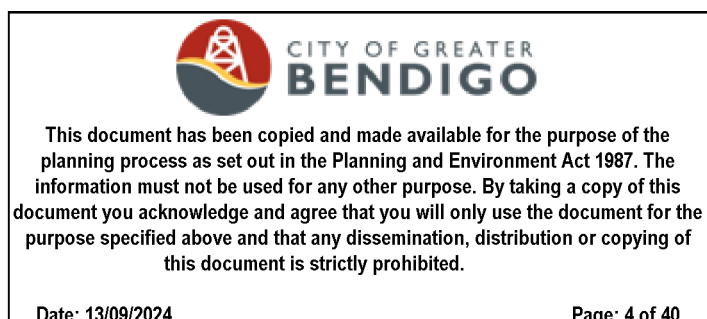 CITY OF GREATER
BENDIGO
This document has been copied and made available for the purpose of the
planning process as set out in the Planning and Environment Act 1987. The
information must not be used for any other purpose. By taking a copy of this
document you acknowledge and agree that you will only use the document for the
purpose specified above and that any dissemination, distribution or copying of
this document is strictly prohibited.
Date: 13/09/2024 Page: 4 of 40